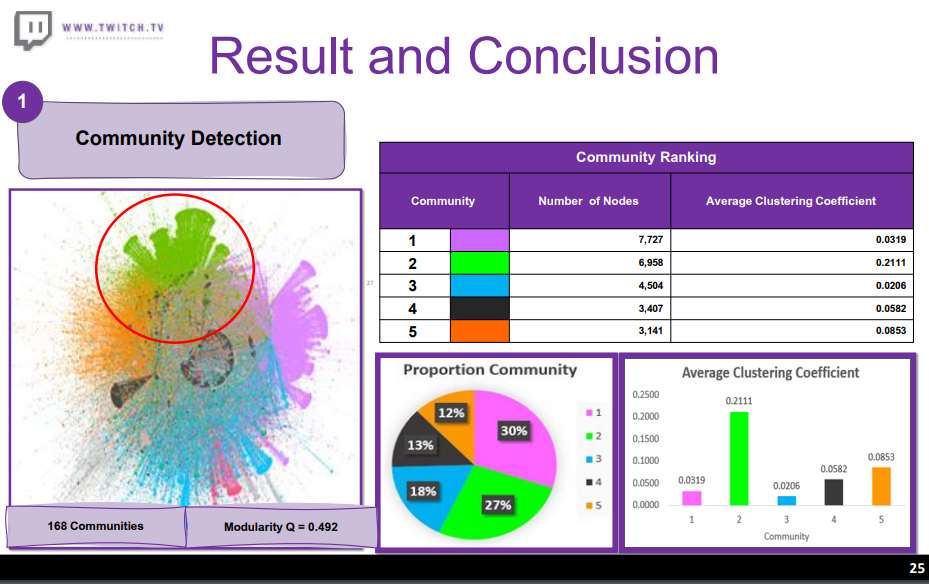 WWW.TWITCH.TV
Result and Conclusion
1
Community Detection
168 Communities
Modularity Q = 0.492
27
Community Ranking
Community Number of Nodes Average Clustering Coefficient
1 7,727 0.0319
2 6,958 0.2111
3 4,504 0.0206
4 3,407 0.0582
5 3,141 0.0853
Proportion Community
12%
30%
13%
18%
27%
1
2
3
4
5
Average Clustering Coefficient
0.2500
0.2000
0.1500
0.1000
0.0500
0.0000
0.0319
0.2111
0.0206
0.0582
0.0853
1 2 3 4 5
Community
25